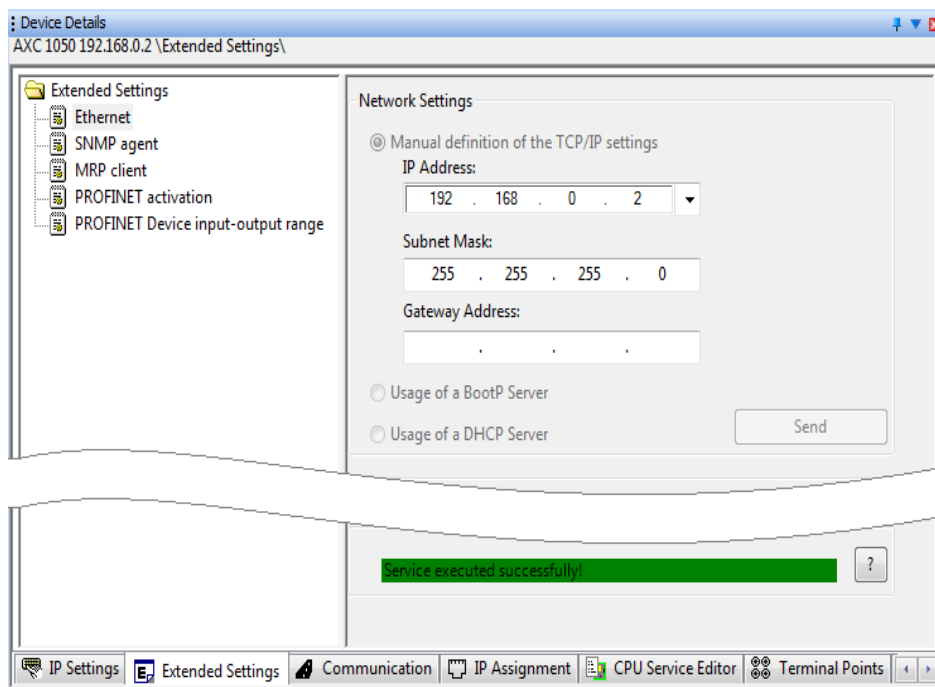 Device Details
AXC 1050 192.168.0.2 \Extended Settings\
Extended Settings
Ethernet
SNMP agent
MRP client
PROFINET activation
PROFINET Device input-output range
Network Settings
Manual definition of the TCP/IP settings
IP Address:
192 . 168 . 0 . 2
Subnet Mask:
255 . 255 . 255 . 0
Gateway Address:
. . .
Usage of a BootP Server
Usage of a DHCP Server
Send
Service executed successfully!
?
IP Settings
Extended Settings
Communication
IP Assignment
CPU Service Editor
Terminal Points